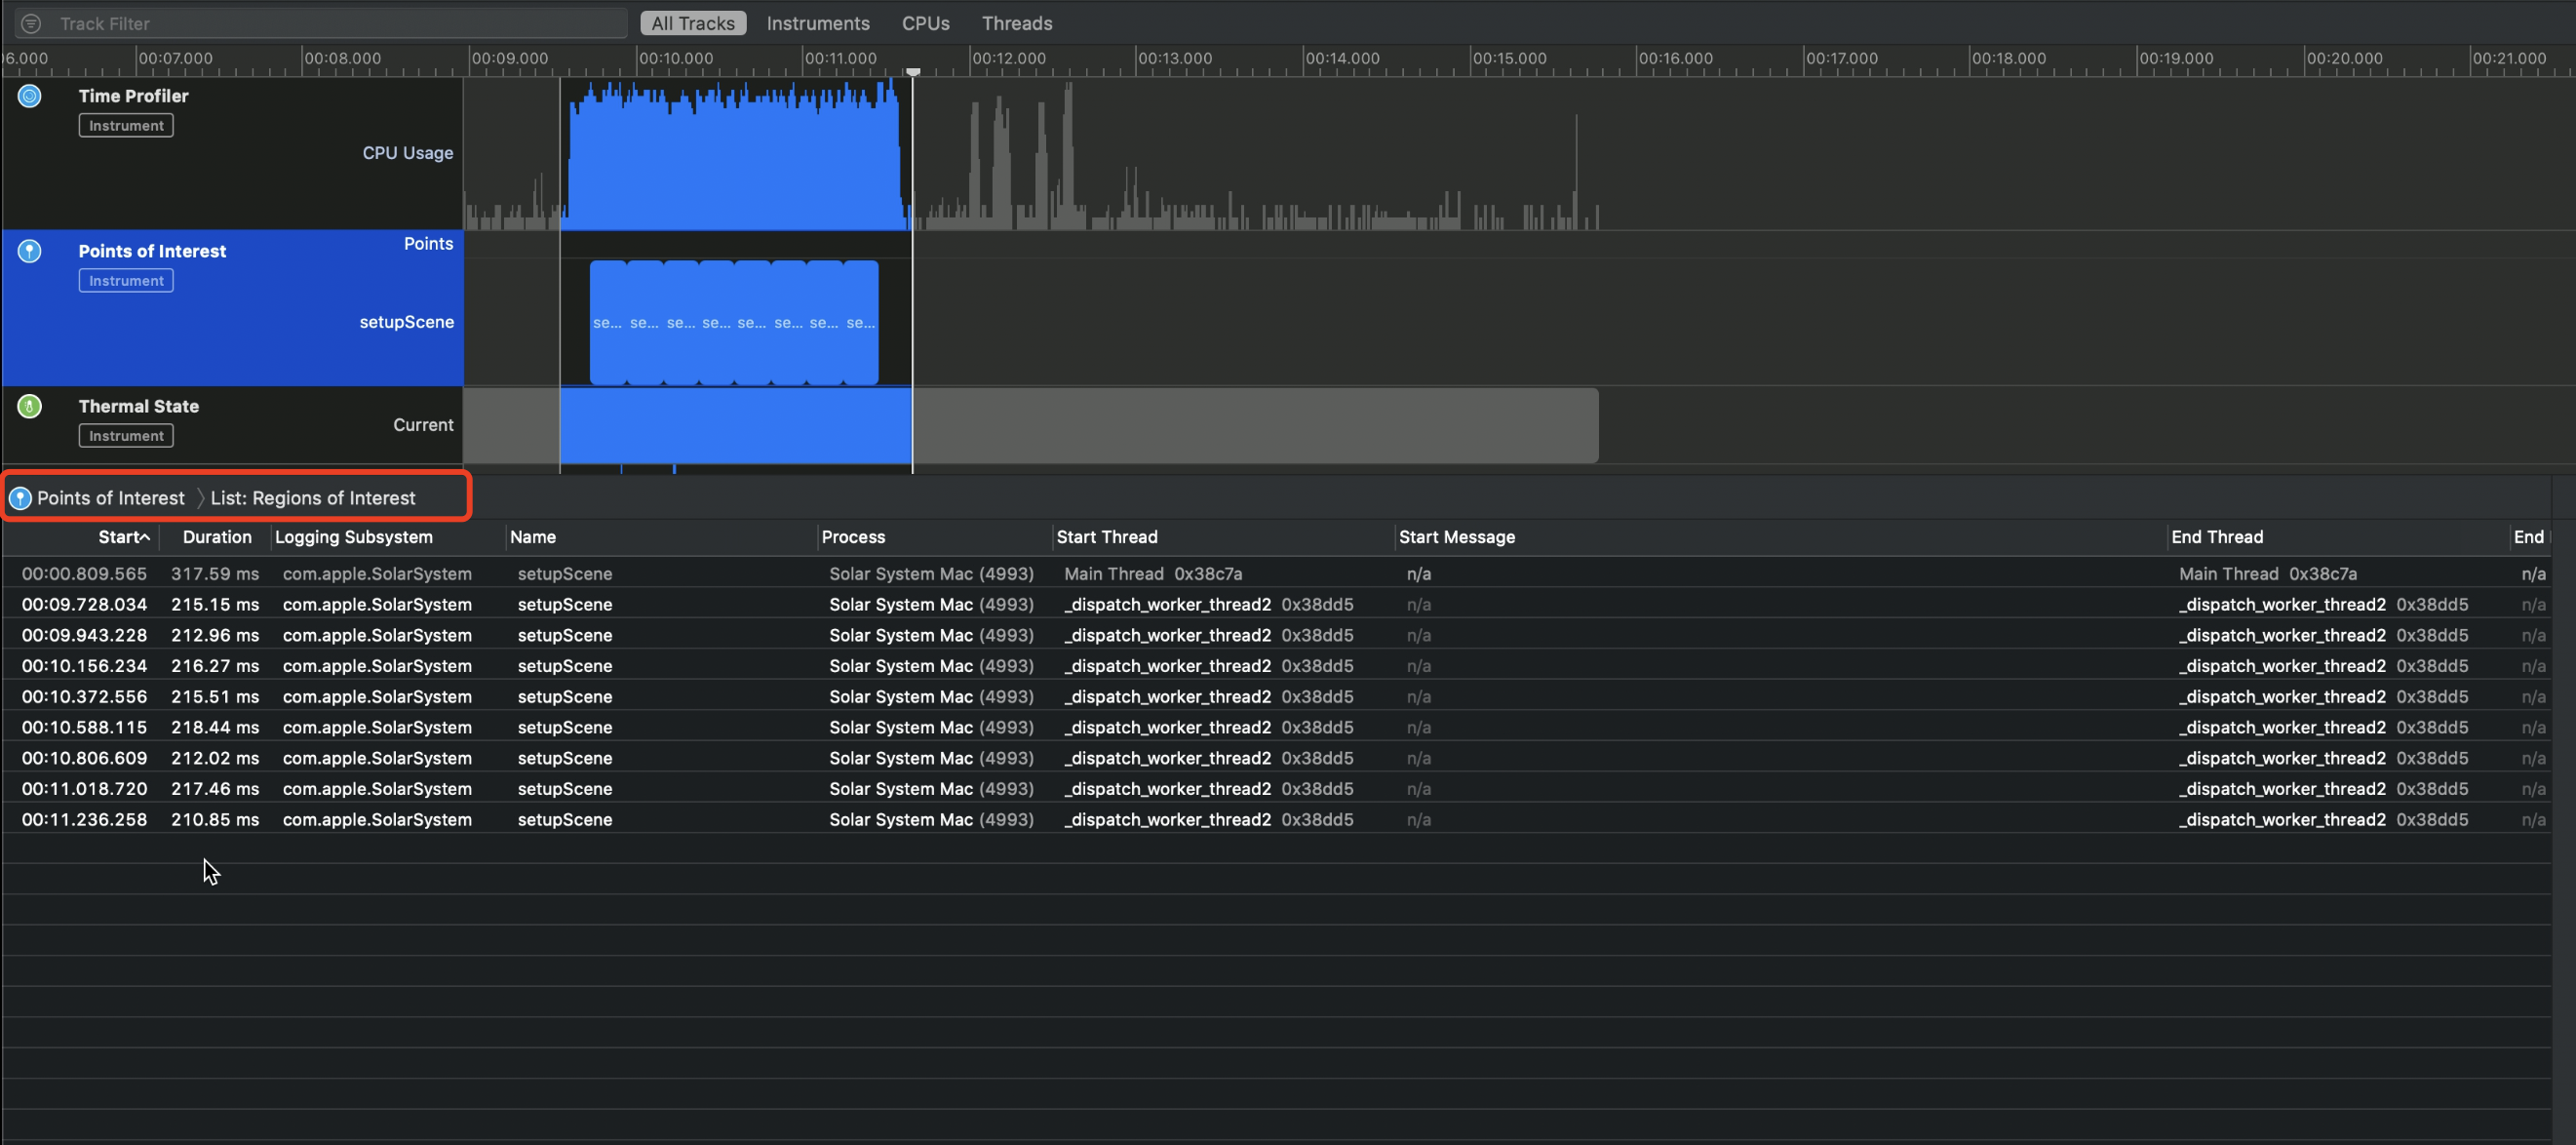 Track Filter All Tracks Instruments CPUs Threads
06.000 00:07.000 00:08.000 00:09.000 00:10.000 00:11.000 00:12.000 00:13.000 00:14.000 00:15.000 00:16.000 00:17.000 00:18.000 00:19.000 00:20.000 00:21.000
Time Profiler
Instrument
CPU Usage
Points
Points of Interest
Instrument
setupScene
se... se... se... se... se... se... se... se...
Thermal State
Instrument
Current
Points of Interest List: Regions of Interest
Start Duration Logging Subsystem Name Process Start Thread Start Message End Thread End
00:00.809.565 317.59 ms com.apple.SolarSystem setupScene Solar System Mac (4993) Main Thread 0x38c7a n/a Main Thread 0x38c7a n/a
00:09.728.034 215.15 ms com.apple.SolarSystem setupScene Solar System Mac (4993) _dispatch_worker_thread2 0x38dd5 n/a _dispatch_worker_thread2 0x38dd5 n/a
00:09.943.228 212.96 ms com.apple.SolarSystem setupScene Solar System Mac (4993) _dispatch_worker_thread2 0x38dd5 n/a _dispatch_worker_thread2 0x38dd5 n/a
00:10.156.234 216.27 ms com.apple.SolarSystem setupScene Solar System Mac (4993) _dispatch_worker_thread2 0x38dd5 n/a _dispatch_worker_thread2 0x38dd5 n/a
00:10.372.556 215.51 ms com.apple.SolarSystem setupScene Solar System Mac (4993) _dispatch_worker_thread2 0x38dd5 n/a _dispatch_worker_thread2 0x38dd5 n/a
00:10.588.115 218.44 ms com.apple.SolarSystem setupScene Solar System Mac (4993) _dispatch_worker_thread2 0x38dd5 n/a _dispatch_worker_thread2 0x38dd5 n/a
00:10.806.609 212.02 ms com.apple.SolarSystem setupScene Solar System Mac (4993) _dispatch_worker_thread2 0x38dd5 n/a _dispatch_worker_thread2 0x38dd5 n/a
00:11.018.720 217.46 ms com.apple.SolarSystem setupScene Solar System Mac (4993) _dispatch_worker_thread2 0x38dd5 n/a _dispatch_worker_thread2 0x38dd5 n/a
00:11.236.258 210.85 ms com.apple.SolarSystem setupScene Solar System Mac (4993) _dispatch_worker_thread2 0x38dd5 n/a _dispatch_worker_thread2 0x38dd5 n/a